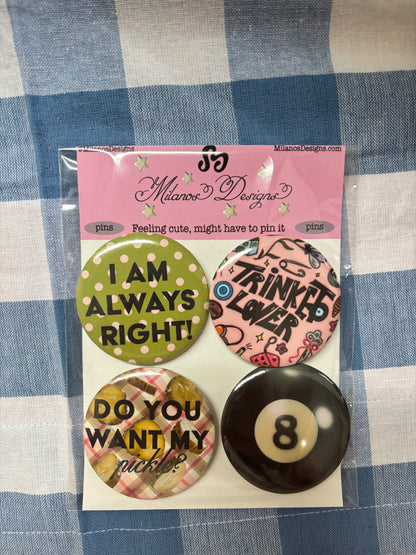 MilanosDesigns.com
MilanosDesigns.com
Milanos Designs
pins
Feeling cute, might have to pin it
pins
I AM
ALWAYS
RIGHT!
TRINKET
LOVER
DO YOU
WANT MY
pickle?
8